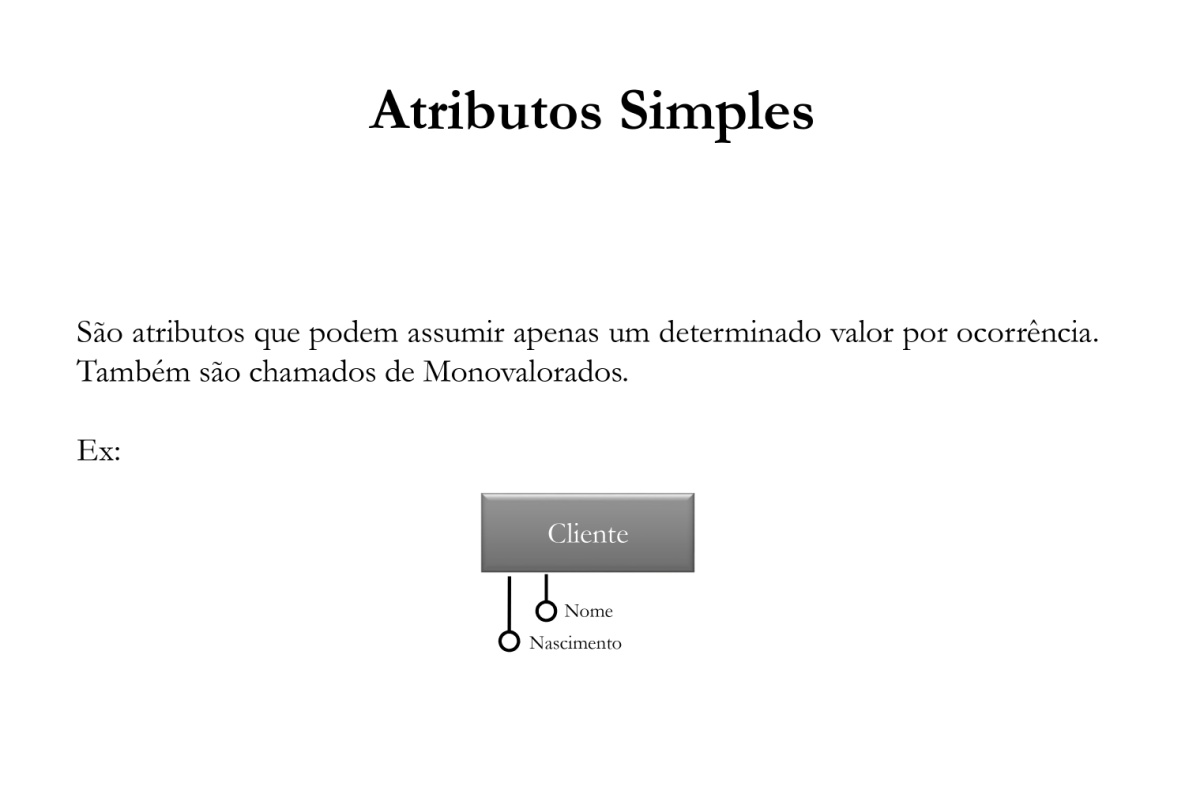 Atributos Simples
São atributos que podem assumir apenas um determinado valor por ocorrência.
Também são chamados de Monovalorados.
Ex:
Cliente
Nome
Nascimento